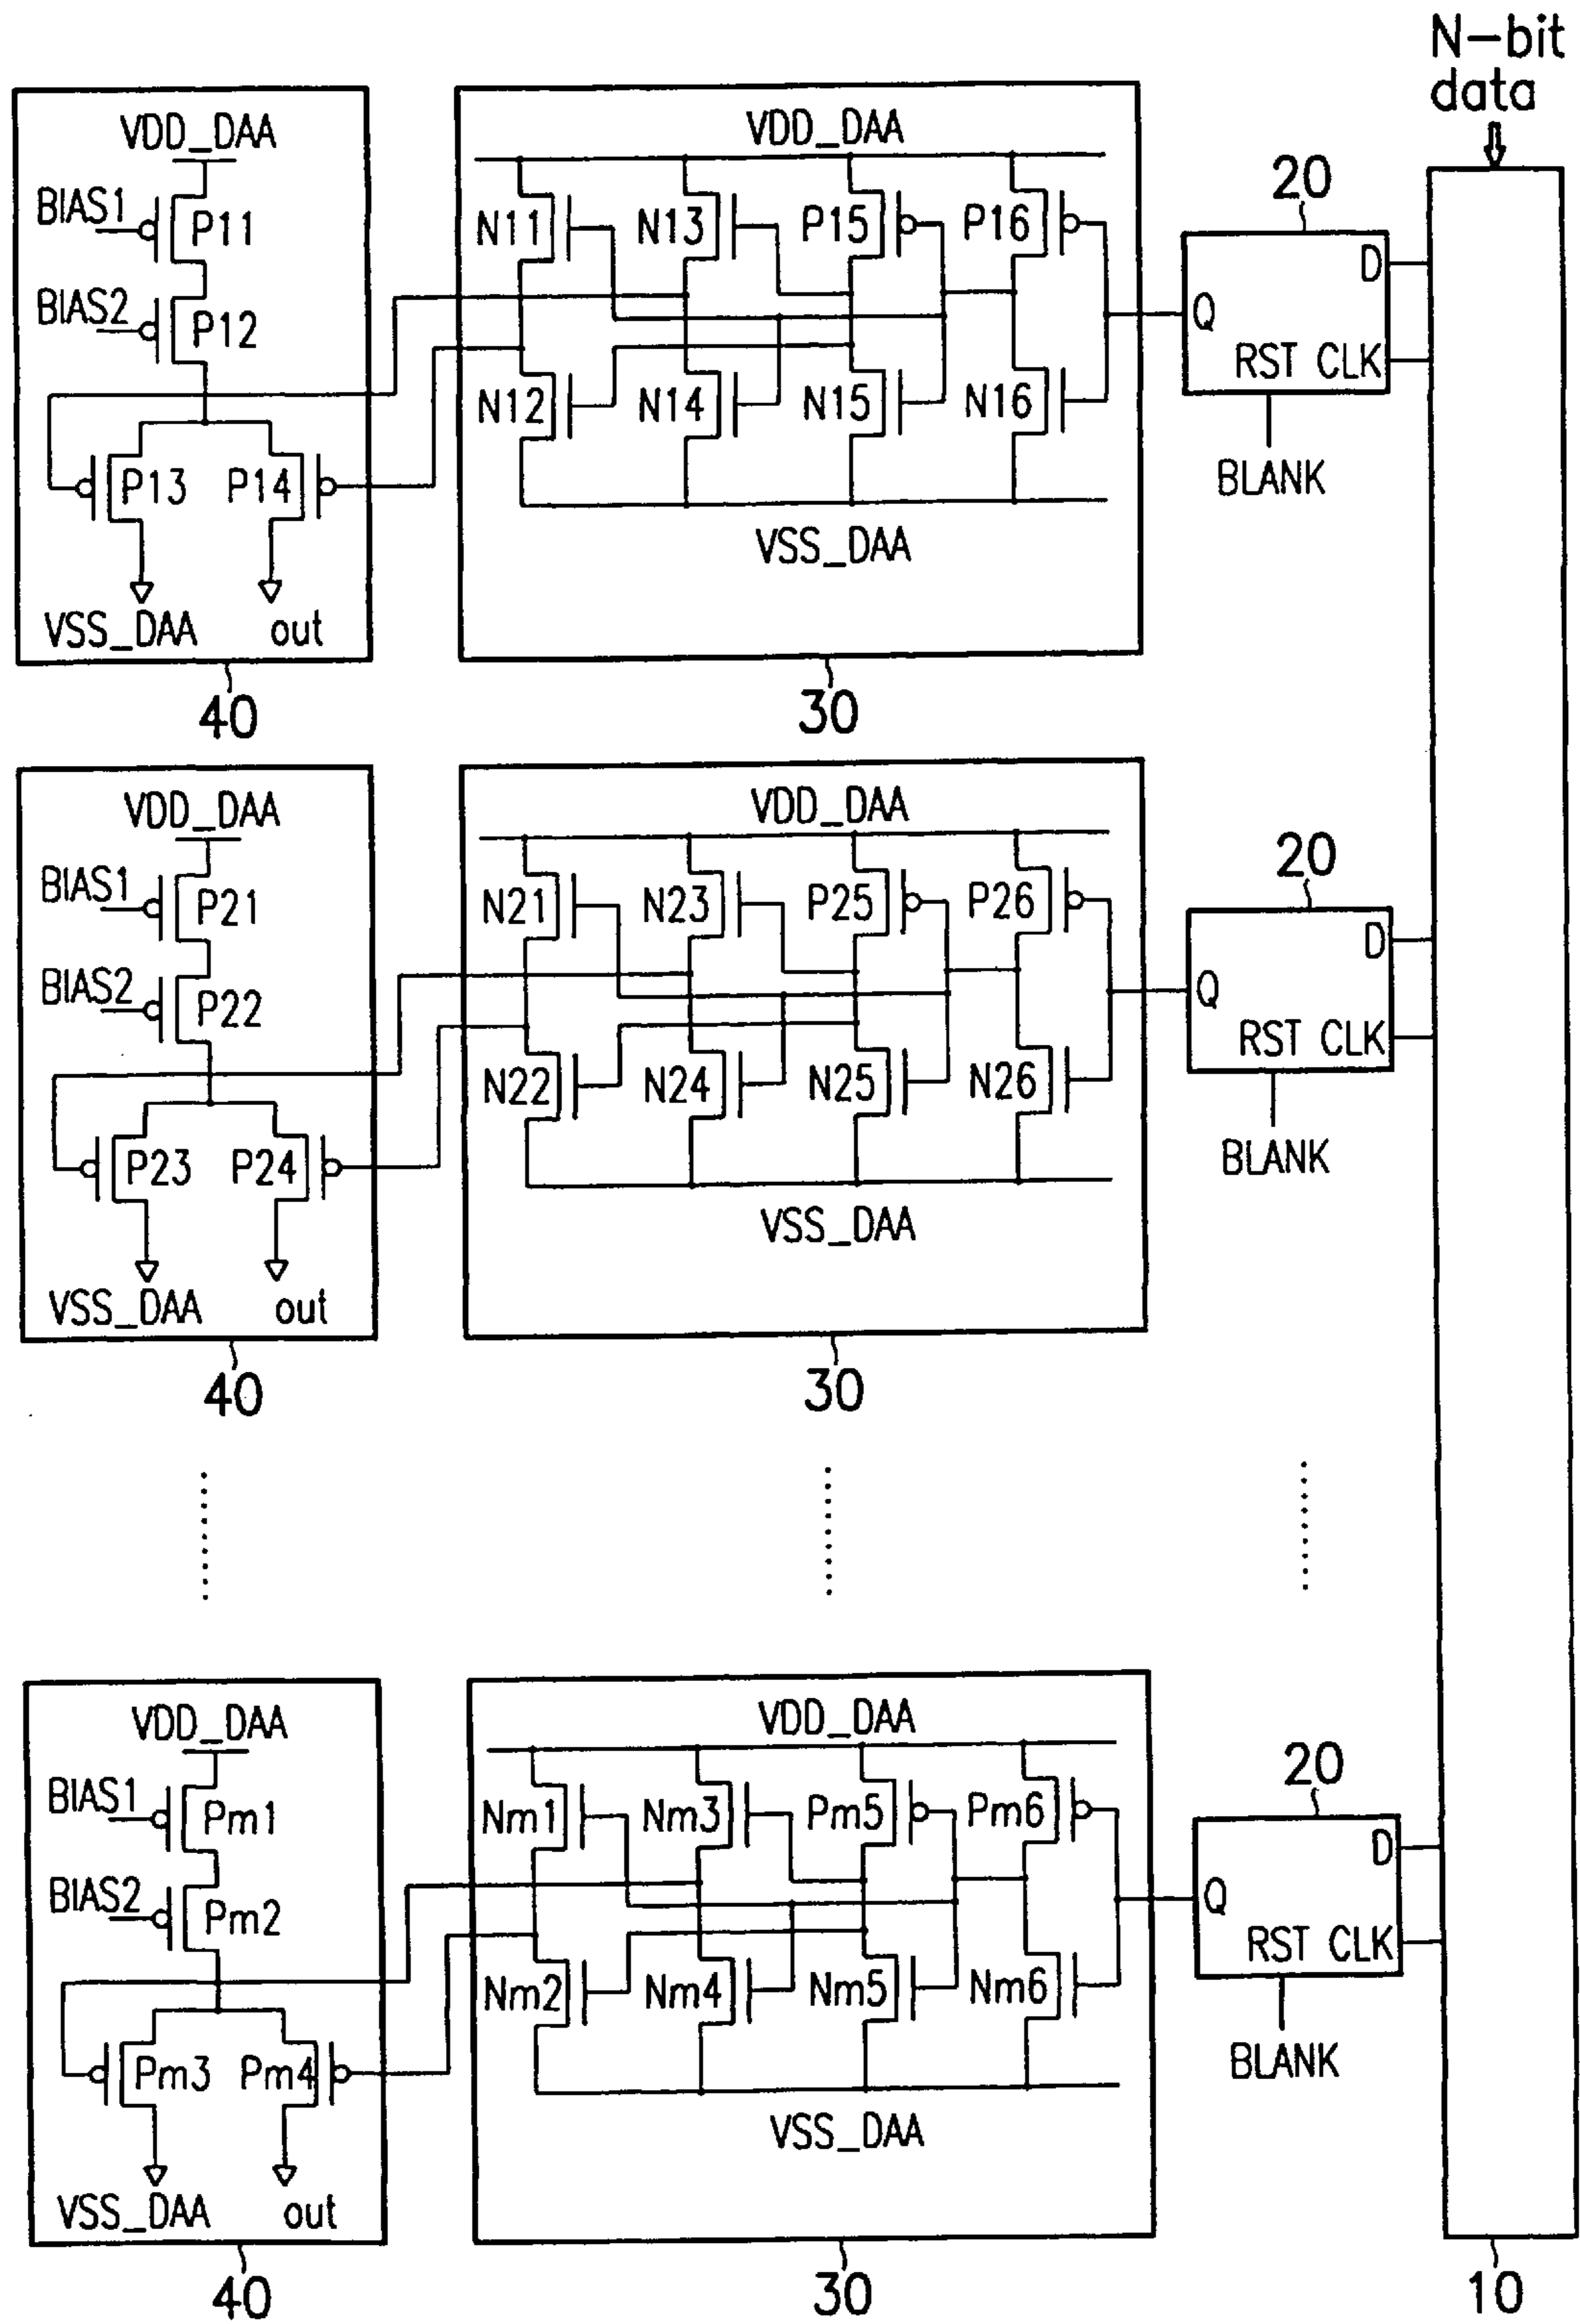 N-bit
data
VDD_DAA
BIAS1
P11
BIAS2
P12
P13
P14
VSS_DAA
out
40
VDD_DAA
N11
N13
P15
P16
N12
N14
N15
N16
VSS_DAA
30
20
D
Q
RST CLK
BLANK
VDD_DAA
BIAS1
P21
BIAS2
P22
P23
P24
VSS_DAA
out
40
VDD_DAA
N21
N23
P25
P26
N22
N24
N25
N26
VSS_DAA
30
20
D
Q
RST CLK
BLANK
VDD_DAA
BIAS1
Pm1
BIAS2
Pm2
Pm3
Pm4
VSS_DAA
out
40
VDD_DAA
Nm1
Nm3
Pm5
Pm6
Nm2
Nm4
Nm5
Nm6
VSS_DAA
30
20
D
Q
RST CLK
BLANK
10